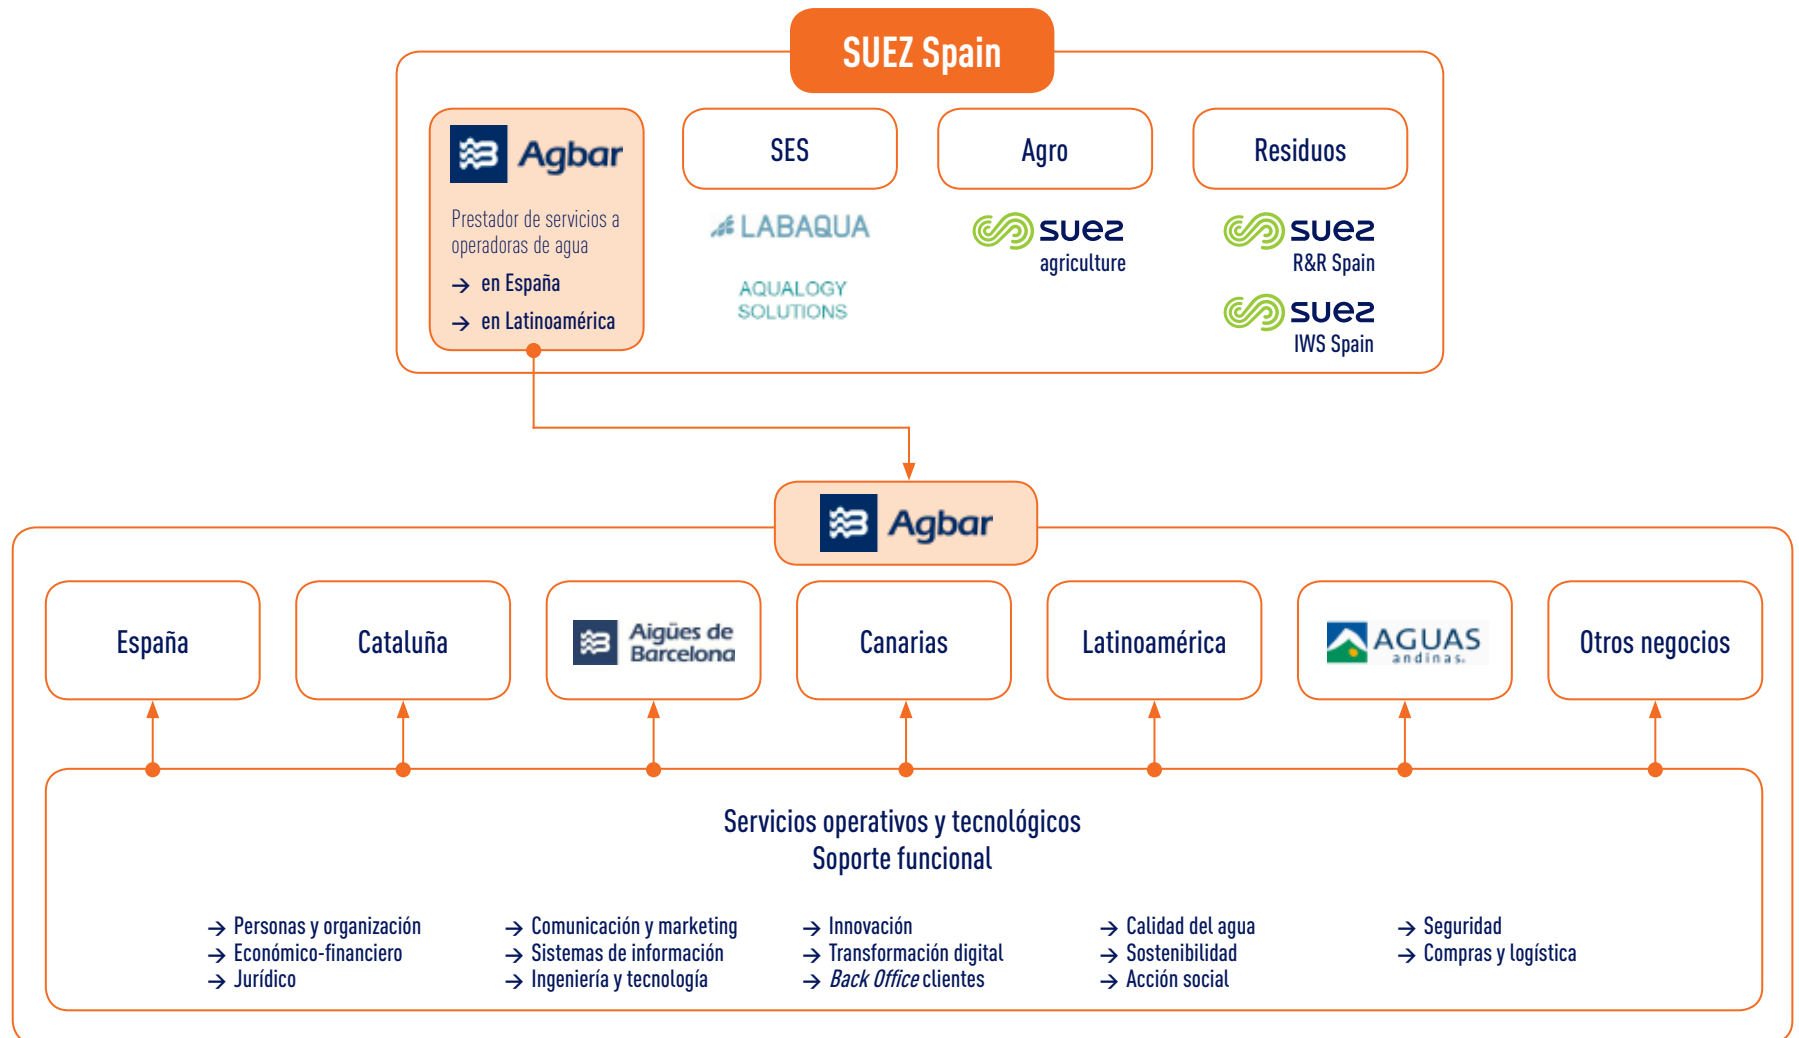 SUEZ Spain
Agbar
Prestador de servicios a
operadoras de agua
→ en España
→ en Latinoamérica
SES
LABAQUA
AQUALOGY
SOLUTIONS
Agro
suez
agriculture
Residuos
suez
R&R Spain
suez
IWS Spain
Agbar
España
Cataluña
Aigües de
Barcelona
Canarias
Latinoamérica
AGUAS
andinas
Otros negocios
Servicios operativos y tecnológicos
Soporte funcional
→ Personas y organización
→ Económico-financiero
→ Jurídico
→ Comunicación y marketing
→ Sistemas de información
→ Ingeniería y tecnología
→ Innovación
→ Transformación digital
→ Back Office clientes
→ Calidad del agua
→ Sostenibilidad
→ Acción social
→ Seguridad
→ Compras y logística